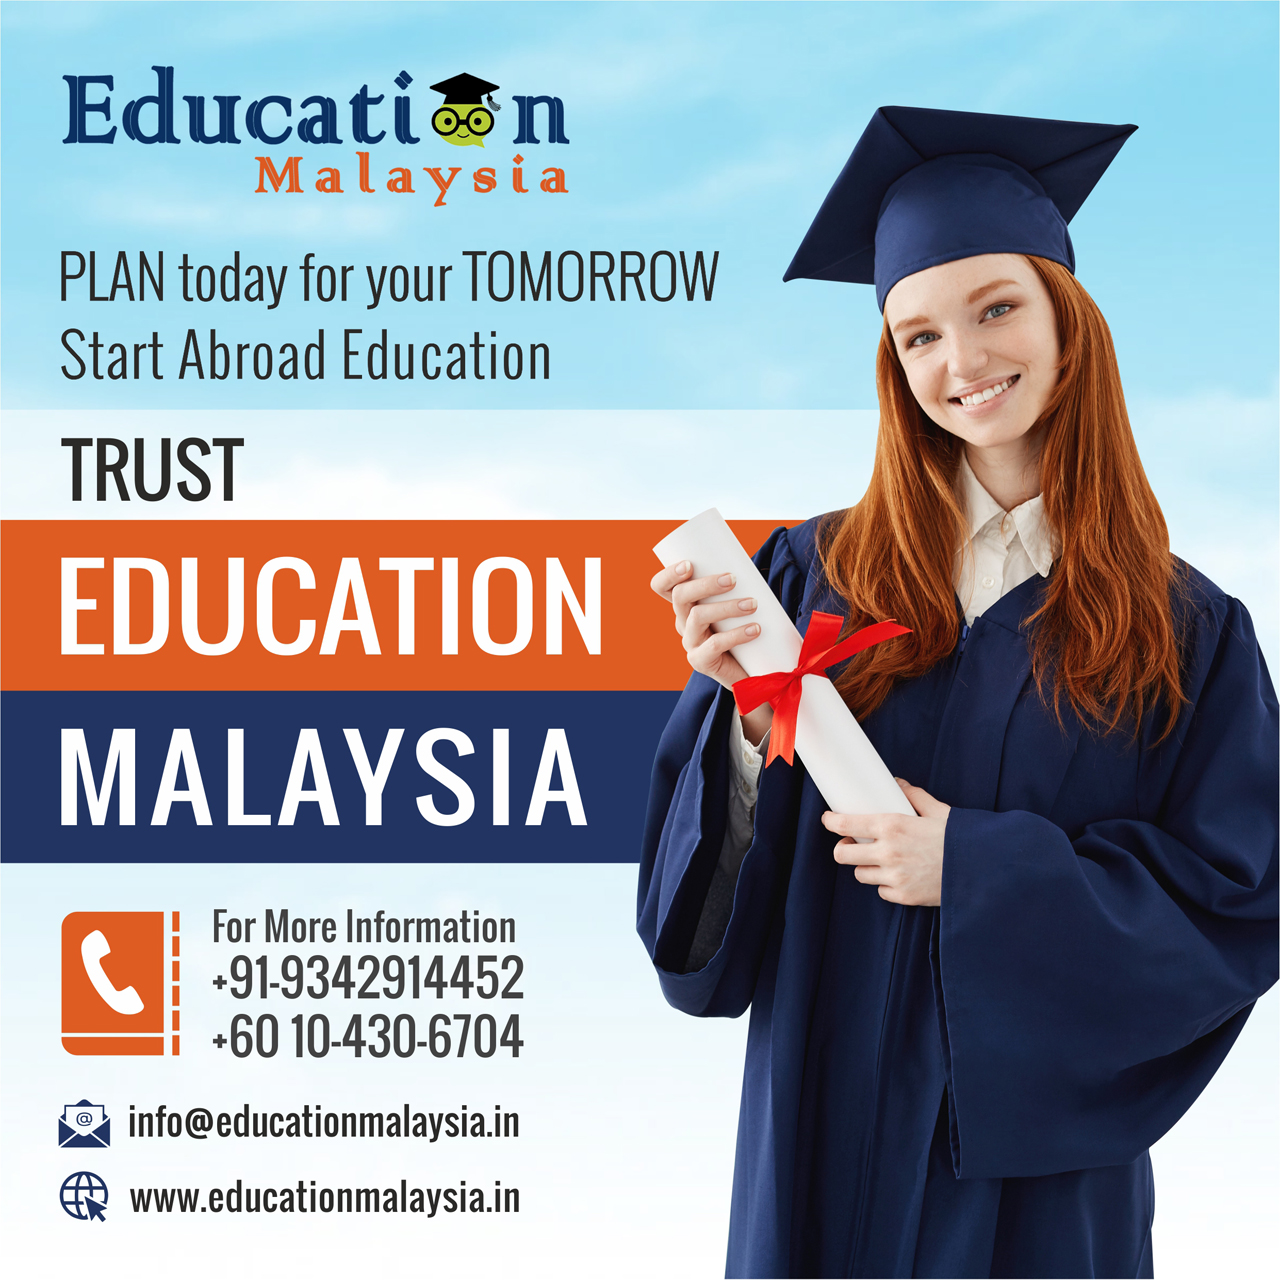 Education
Malaysia
PLAN today for your TOMORROW
Start Abroad Education
TRUST
EDUCATION
MALAYSIA
For More Information
+91-9342914452
+60 10-430-6704
@
info@educationmalaysia.in
www.educationmalaysia.in